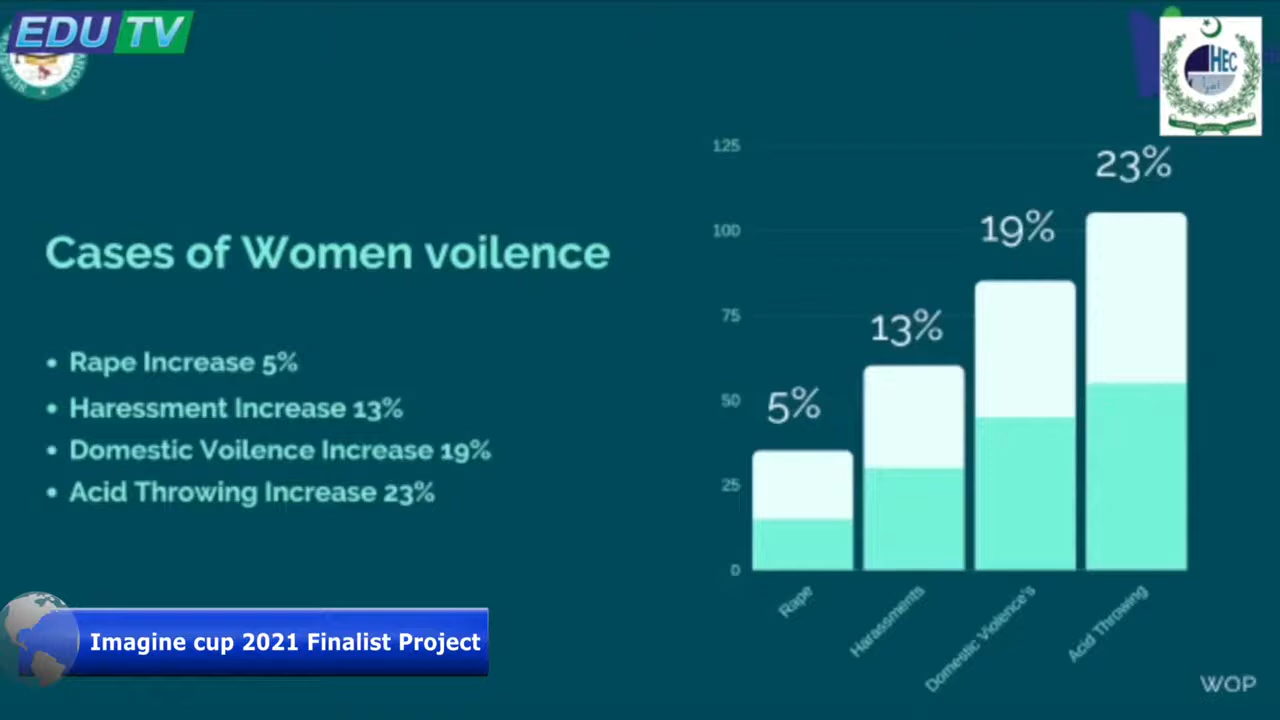 EDU TV
HEC
Cases of Women voilence
• Rape Increase 5%
• Haressment Increase 13%
• Domestic Voilence Increase 19%
• Acid Throwing Increase 23%
125
100
75
50
25
0
5%
13%
19%
23%
Rape
Harassments
Domestic Violence's
Acid Throwing
Imagine cup 2021 Finalist Project
WOP